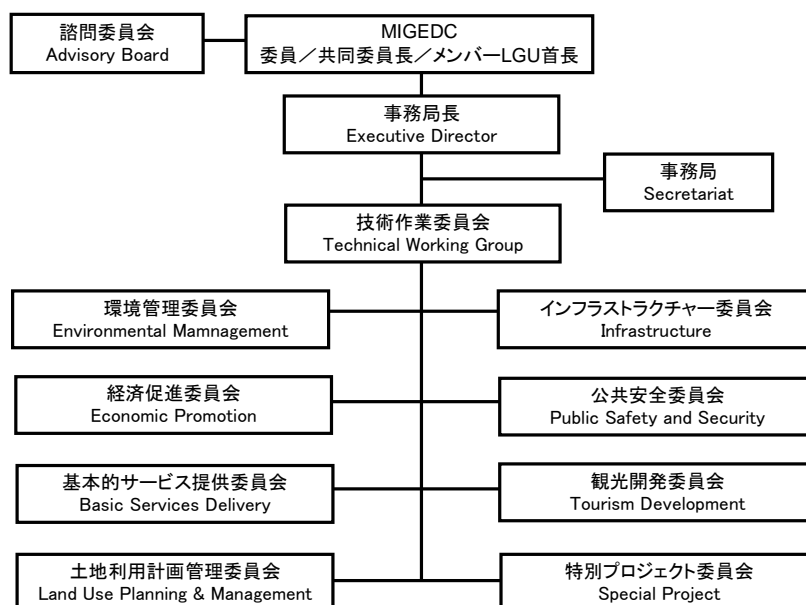 諮問委員会
Advisory Board
MIGEDC
委員／共同委員長／メンバーLGU首長
事務局長
Executive Director
事務局
Secretariat
技術作業委員会
Technical Working Group
環境管理委員会
Environmental Mamnagement
インフラストラクチャー委員会
Infrastructure
経済促進委員会
Economic Promotion
公共安全委員会
Public Safety and Security
基本的サービス提供委員会
Basic Services Delivery
観光開発委員会
Tourism Development
土地利用計画管理委員会
Land Use Planning & Management
特別プロジェクト委員会
Special Project